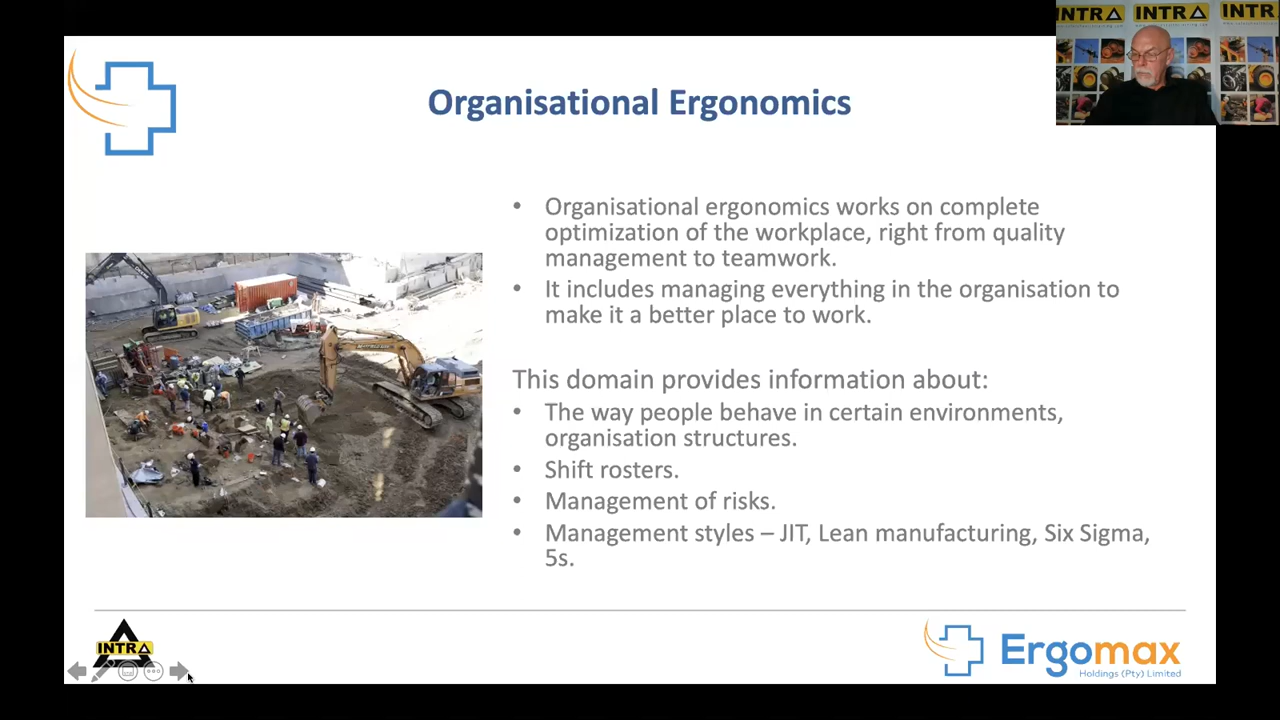 INTRA
INTRA
INTRA
Organisational Ergonomics
• Organisational ergonomics works on complete
optimization of the workplace, right from quality
management to teamwork.
• It includes managing everything in the organisation to
make it a better place to work.
This domain provides information about:
• The way people behave in certain environments,
organisation structures.
• Shift rosters.
• Management of risks.
• Management styles – JIT, Lean manufacturing, Six Sigma,
5s.
INTRA
Ergomax
Holdings (Pty) Limited